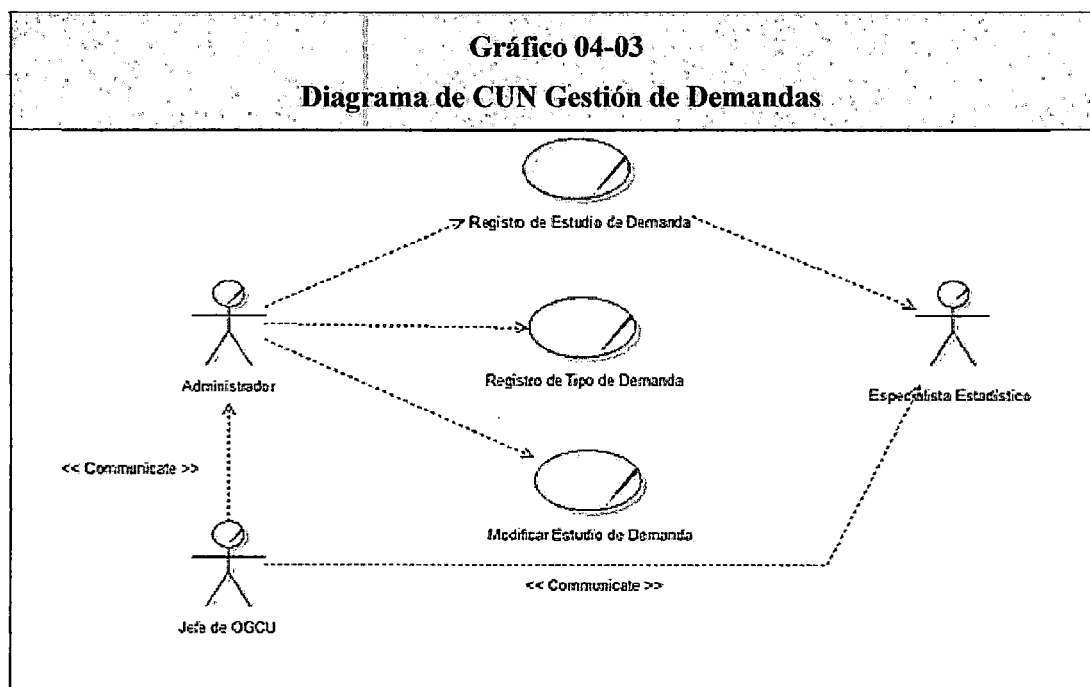 Gráfico 04-03
Diagrama de CUN Gestión de Demandas
Registro de Estudio de Demanda
Administrador
Registro de Tipo de Demanda
Especialista Estadístico
<< Communicate >>
Modificar Estudio de Demanda
<< Communicate >>
Jefe de OGCU